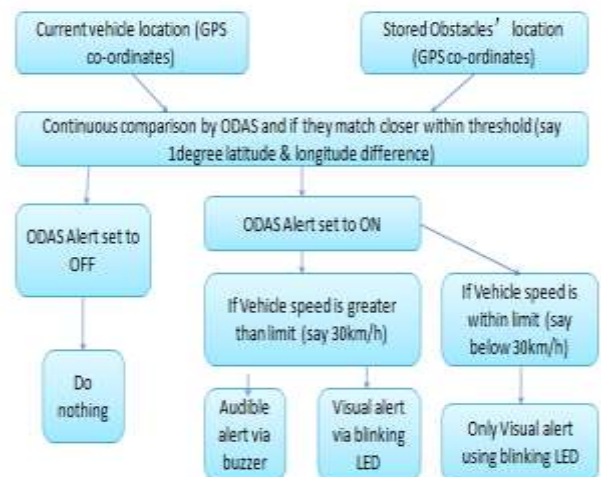 Current vehicle location (GPS
co-ordinates)
Stored Obstacles’ location
(GPS co-ordinates)
Continuous comparison by ODAS and if they match closer within threshold (say
1degree latitude & longitude difference)
ODAS Alert set to
OFF
ODAS Alert set to ON
If Vehicle speed is greater
than limit (say 30km/h)
If Vehicle speed is
within limit (say
below 30km/h)
Do
nothing
Audible
alert via
buzzer
Visual alert
via blinking
LED
Only Visual alert
using blinking LED